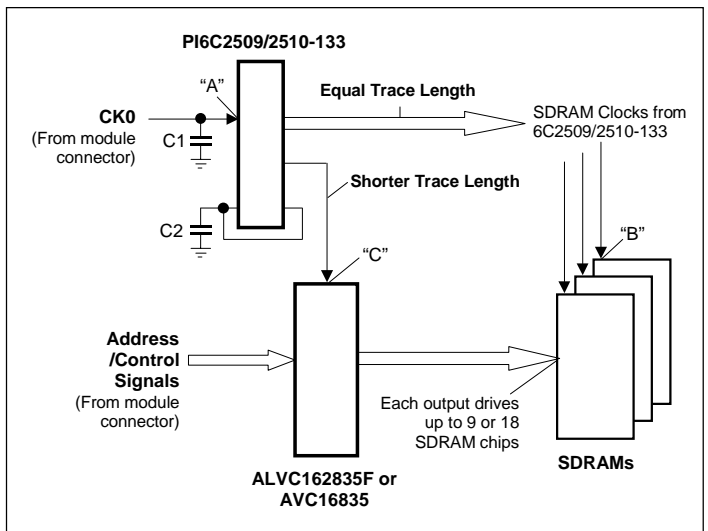 PI6C2509/2510-133
“A”
Equal Trace Length
CK0
(From module
connector)
C1
SDRAM Clocks from
6C2509/2510-133
Shorter Trace Length
C2
“B”
“C”
Address
/Control
Signals
(From module
connector)
Each output drives
up to 9 or 18
SDRAM chips
SDRAMs
ALVC162835F or
AVC16835